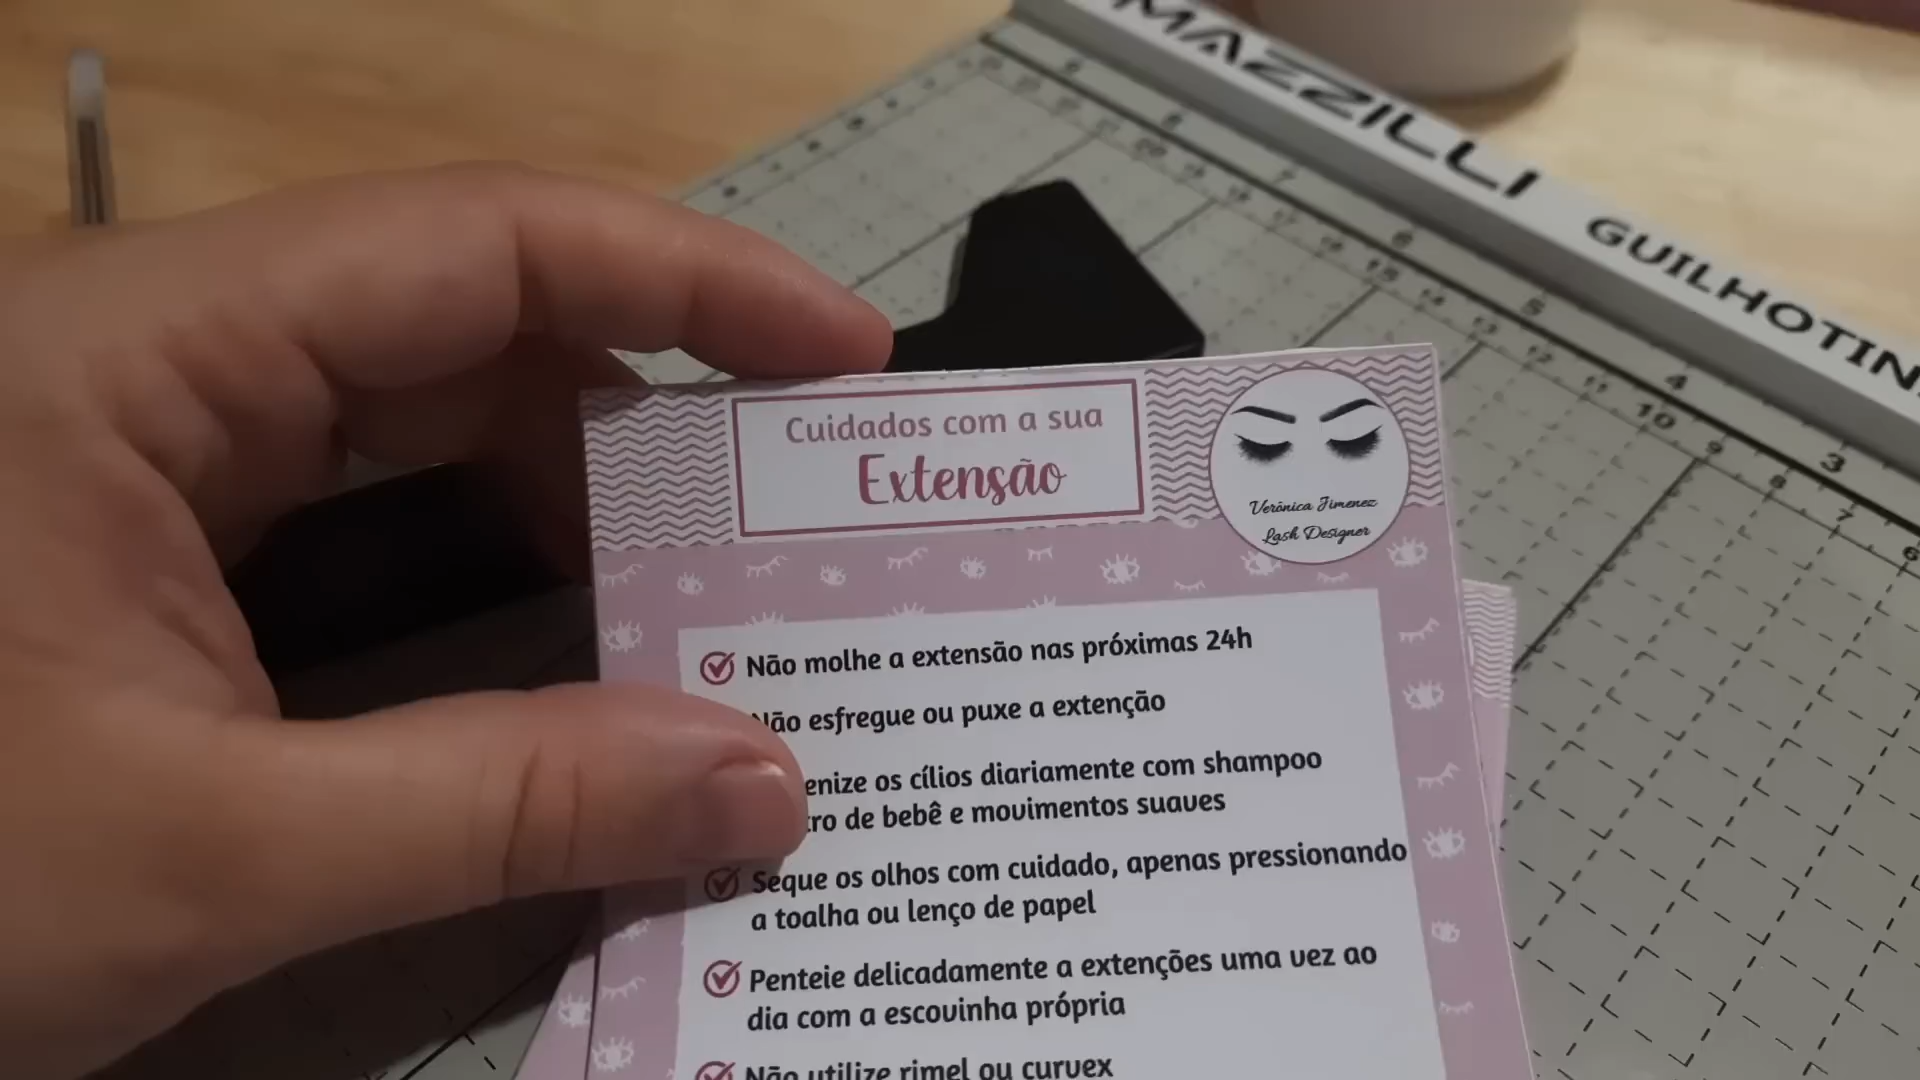 MAZZILLI GUILHOTIN
Cuidados com a sua
Extensão
Verônica Jimenez
Lash Designer
Não molhe a extensão nas próximas 24h
Não esfregue ou puxe a extenção
enize os cílios diariamente com shampoo
tro de bebê e movimentos suaves
Seque os olhos com cuidado, apenas pressionando
a toalha ou lenço de papel
Penteie delicadamente a extenções uma vez ao
dia com a escovinha própria
Não utilize rimel ou curvex